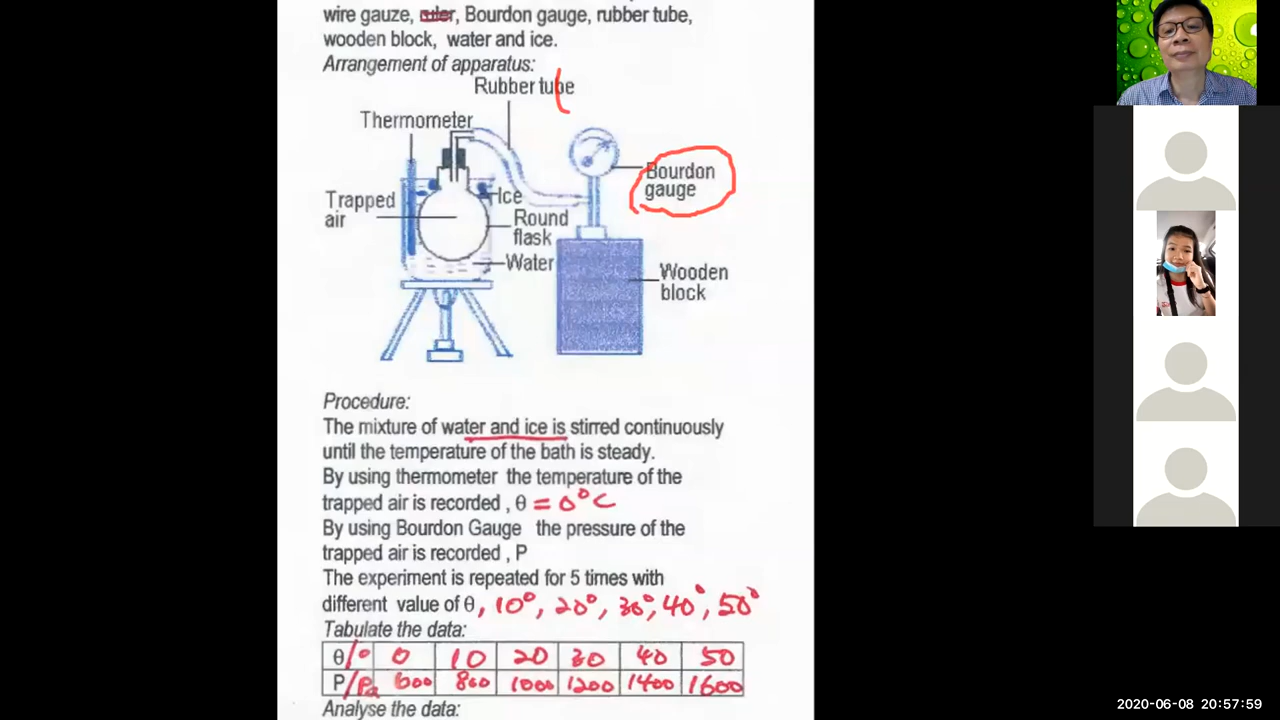 wire gauze, ruler, Bourdon gauge, rubber tube,
wooden block, water and ice.
Arrangement of apparatus:
Rubber tube
Thermometer
Bourdon
gauge
Trapped
air
Ice
Round
flask
Water
Wooden
block
Procedure:
The mixture of water and ice is stirred continuously
until the temperature of the bath is steady.
By using thermometer the temperature of the
trapped air is recorded , θ = 0°C
By using Bourdon Gauge the pressure of the
trapped air is recorded , P
The experiment is repeated for 5 times with
different value of θ, 10°, 20°, 30°, 40°, 50°
Tabulate the data:
θ/° 0 10 20 30 40 50
P/Pa 600 800 1000 1200 1400 1600
Analyse the data:
2020-06-08 20:57:59